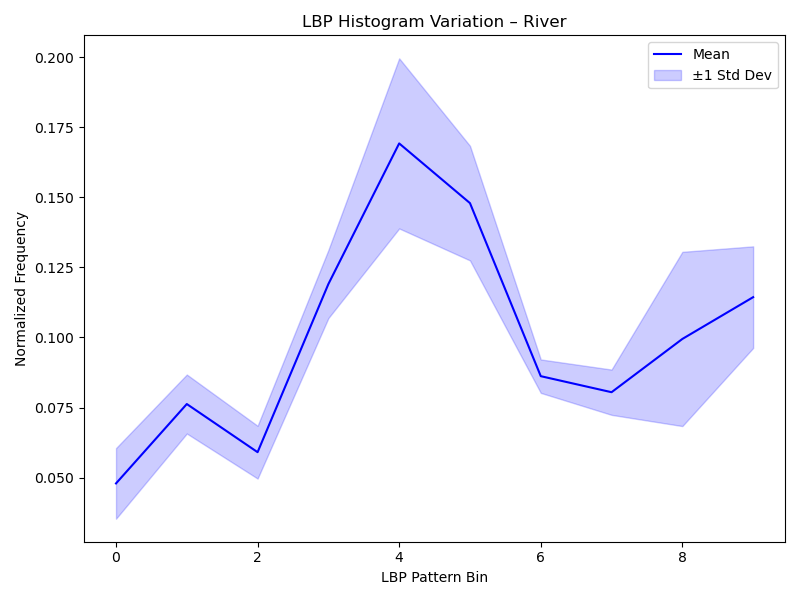 LBP Histogram Variation – River
Mean
±1 Std Dev
Normalized Frequency
0.200
0.175
0.150
0.125
0.100
0.075
0.050
0
2
4
6
8
LBP Pattern Bin